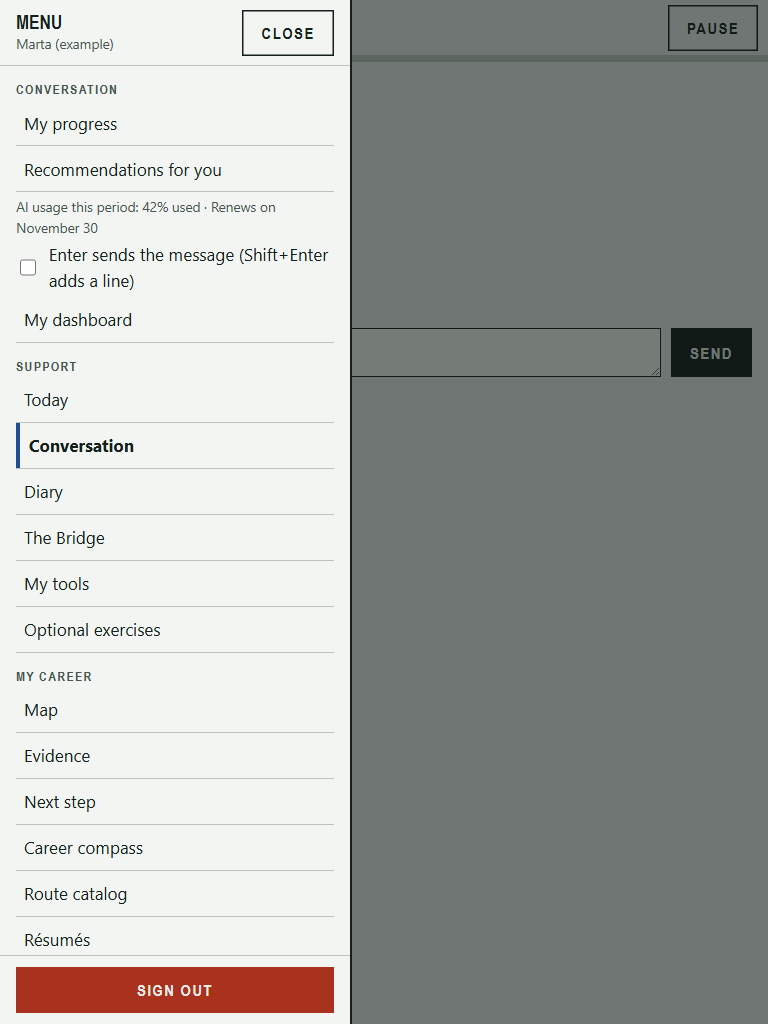 MENU
Marta (example)
CLOSE
PAUSE
CONVERSATION
My progress
Recommendations for you
AI usage this period: 42% used · Renews on
November 30
Enter sends the message (Shift+Enter
adds a line)
My dashboard
SEND
SUPPORT
Today
Conversation
Diary
The Bridge
My tools
Optional exercises
MY CAREER
Map
Evidence
Next step
Career compass
Route catalog
Résumés
SIGN OUT